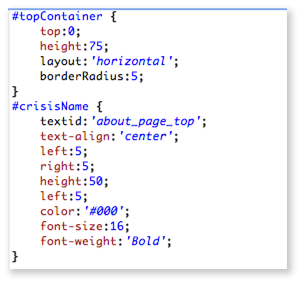 #topContainer {
top:0;
height:75;
layout:'horizontal';
borderRadius:5;
}
#crisisName {
textid:'about_page_top';
text-align:'center';
left:5;
right:5;
height:50;
left:5;
color:'#000';
font-size:16;
font-weight:'Bold';
}